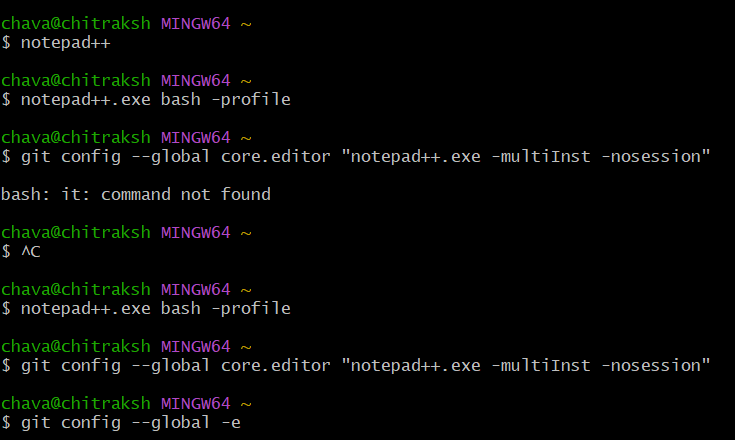 chava@chitraksh MINGW64 ~
$ notepad++
chava@chitraksh MINGW64 ~
$ notepad++.exe bash -profile
chava@chitraksh MINGW64 ~
$ git config --global core.editor "notepad++.exe -multiInst -nosession"
bash: it: command not found
chava@chitraksh MINGW64 ~
$ ^C
chava@chitraksh MINGW64 ~
$ notepad++.exe bash -profile
chava@chitraksh MINGW64 ~
$ git config --global core.editor "notepad++.exe -multiInst -nosession"
chava@chitraksh MINGW64 ~
$ git config --global -e